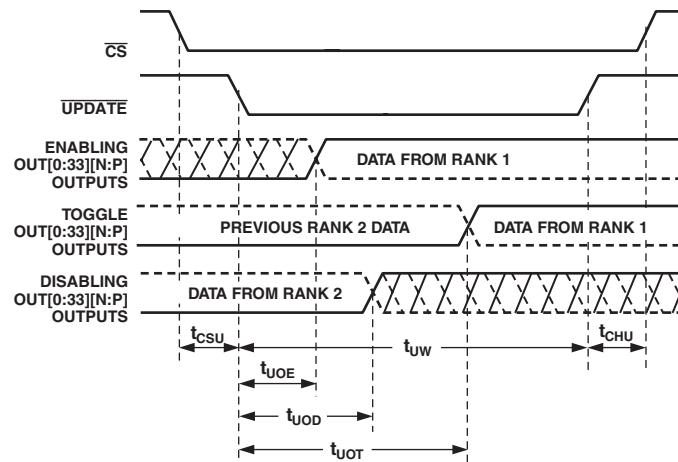 CS
UPDATE
ENABLING
OUT[0:33][N:P]
OUTPUTS
DATA FROM RANK 1
TOGGLE
OUT[0:33][N:P]
OUTPUTS
PREVIOUS RANK 2 DATA
DATA FROM RANK 1
DISABLING
OUT[0:33][N:P]
OUTPUTS
DATA FROM RANK 2
tCSU
tUW
tCHU
tUOE
tUOD
tUOT